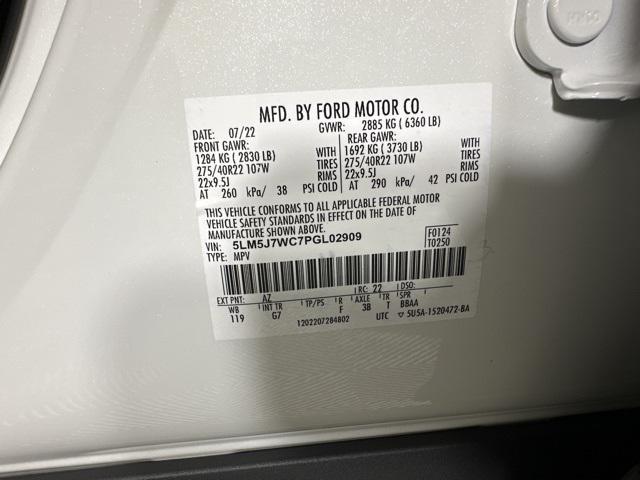 MFD. BY FORD MOTOR CO.
DATE: 07/22 GVWR: 2885 KG ( 6360 LB)
FRONT GAWR: REAR GAWR:
1284 KG ( 2830 LB) WITH 1692 KG ( 3730 LB) WITH
275/40R22 107W TIRES 275/40R22 107W TIRES
22x9.5J RIMS 22x9.5J RIMS
AT 260 kPa/ 38 PSI COLD AT 290 kPa/ 42 PSI COLD
THIS VEHICLE CONFORMS TO ALL APPLICABLE FEDERAL MOTOR
VEHICLE SAFETY STANDARDS IN EFFECT ON THE DATE OF
MANUFACTURE SHOWN ABOVE.
VIN: 5LM5J7WC7PGL02909 F0124
TYPE: MPV T0250
EXT PNT: AZ RC: 22 DSO:
WB INT TR TP/PS R AXLE TR SPR
119 G7 F 3B T BBAA
1202207284802 UTC ▽ 5U5A-1520472-BA